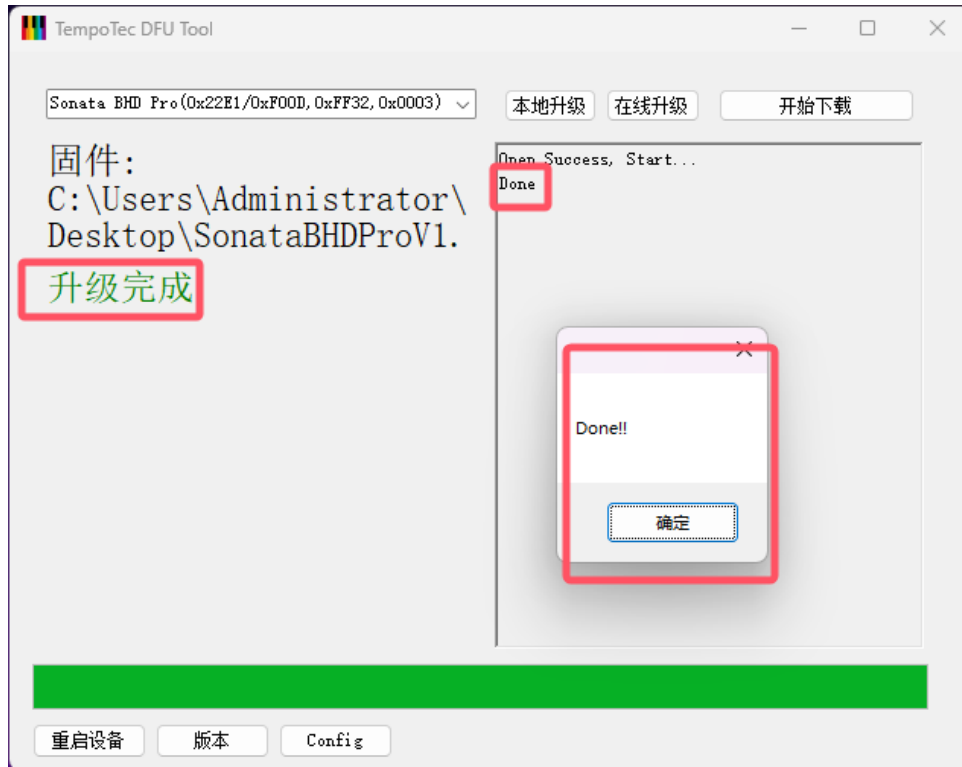 TempoTec DFU Tool
Sonata BHD Pro(0x22E1/0xF00D,0xFF32,0x0003)
本地升级
在线升级
开始下载
固件:
C:\Users\Administrator\
Desktop\SonataBHDProV1.
升级完成
Open Success, Start...
Done
Done!!
确定
重启设备
版本
Config